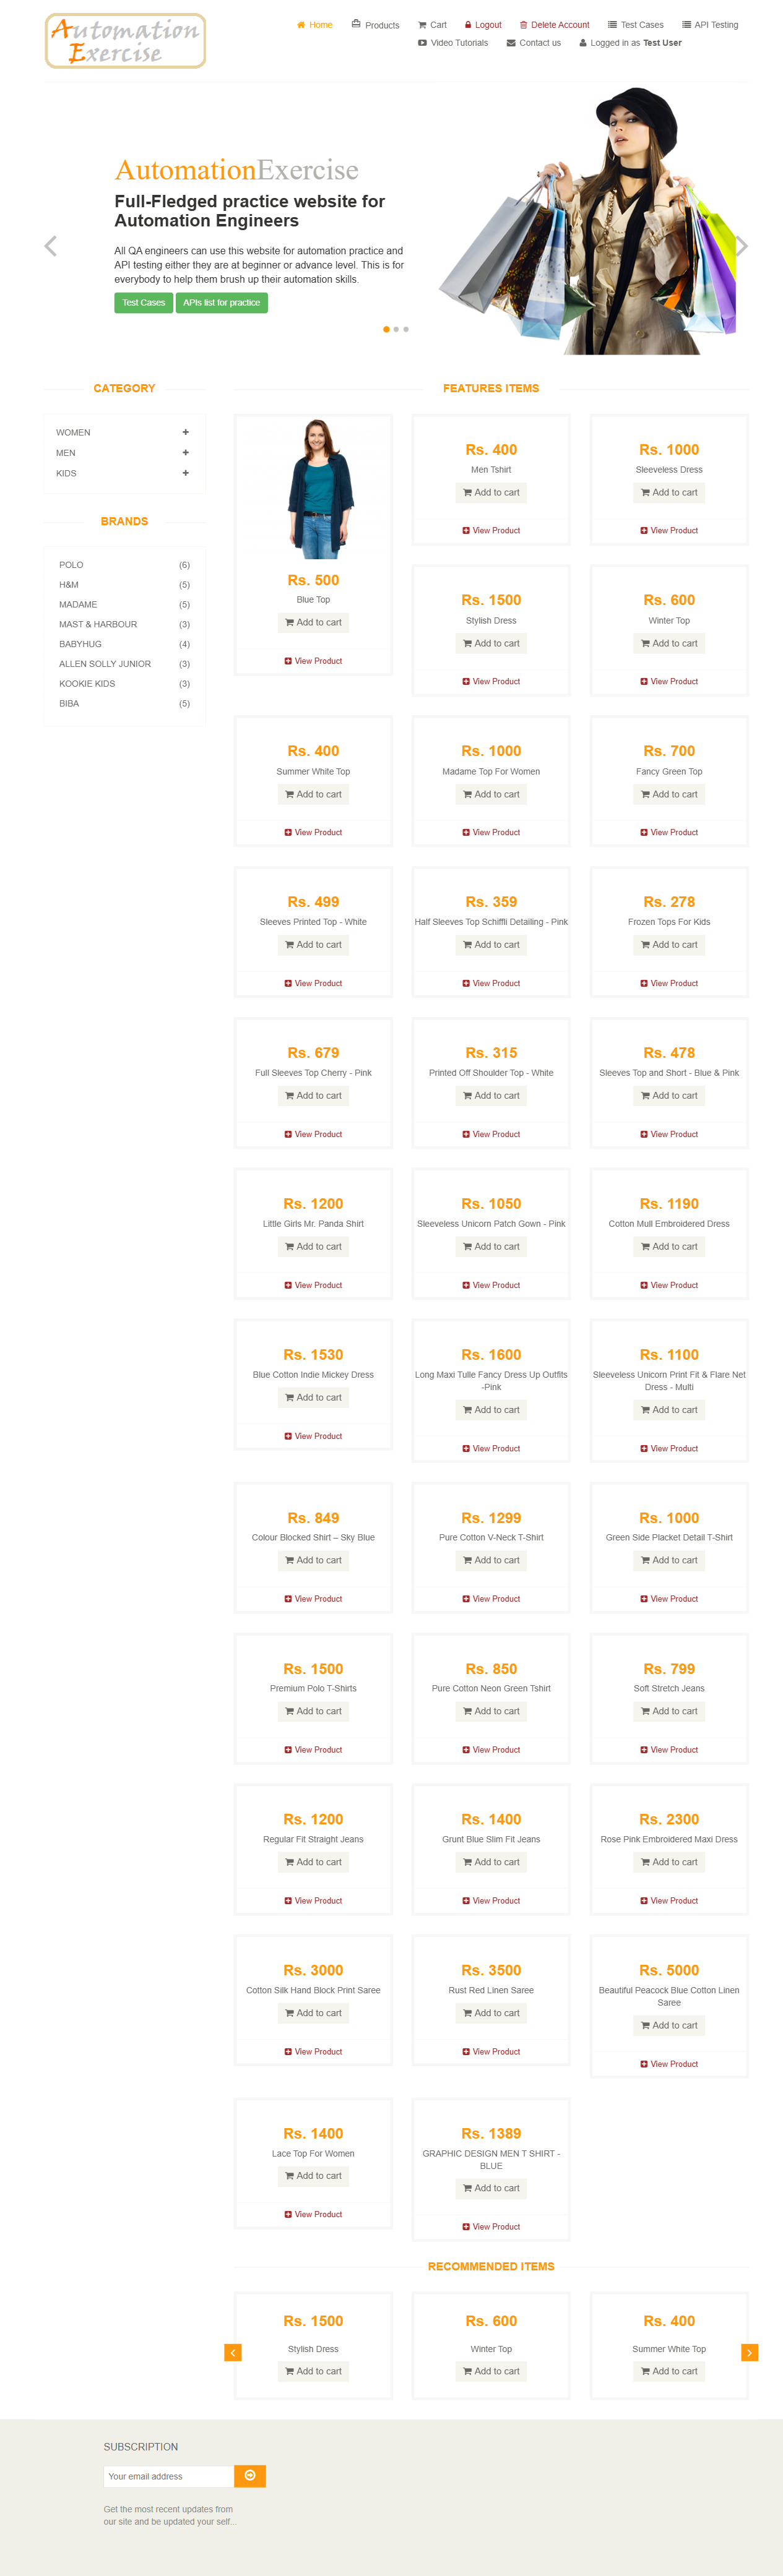 Automation
Exercise
Home Products Cart Logout Delete Account Test Cases API Testing
Video Tutorials Contact us Logged in as Test User
AutomationExercise
Full-Fledged practice website for
Automation Engineers
All QA engineers can use this website for automation practice and
API testing either they are at beginner or advance level. This is for
everybody to help them brush up their automation skills.
Test Cases APIs list for practice
CATEGORY
WOMEN
MEN
KIDS
BRANDS
POLO (6)
H&M (5)
MADAME (5)
MAST & HARBOUR (3)
BABYHUG (4)
ALLEN SOLLY JUNIOR (3)
KOOKIE KIDS (3)
BIBA (5)
FEATURES ITEMS
Rs. 500
Blue Top
Add to cart
View Product
Rs. 400
Men Tshirt
Add to cart
View Product
Rs. 1000
Sleeveless Dress
Add to cart
View Product
Rs. 1500
Stylish Dress
Add to cart
View Product
Rs. 600
Winter Top
Add to cart
View Product
Rs. 400
Summer White Top
Add to cart
View Product
Rs. 1000
Madame Top For Women
Add to cart
View Product
Rs. 700
Fancy Green Top
Add to cart
View Product
Rs. 499
Sleeves Printed Top - White
Add to cart
View Product
Rs. 359
Half Sleeves Top Schiffli Detailing - Pink
Add to cart
View Product
Rs. 278
Frozen Tops For Kids
Add to cart
View Product
Rs. 679
Full Sleeves Top Cherry - Pink
Add to cart
View Product
Rs. 315
Printed Off Shoulder Top - White
Add to cart
View Product
Rs. 478
Sleeves Top and Short - Blue & Pink
Add to cart
View Product
Rs. 1200
Little Girls Mr. Panda Shirt
Add to cart
View Product
Rs. 1050
Sleeveless Unicorn Patch Gown - Pink
Add to cart
View Product
Rs. 1190
Cotton Mull Embroidered Dress
Add to cart
View Product
Rs. 1530
Blue Cotton Indie Mickey Dress
Add to cart
View Product
Rs. 1600
Long Maxi Tulle Fancy Dress Up Outfits
-Pink
Add to cart
View Product
Rs. 1100
Sleeveless Unicorn Print Fit & Flare Net
Dress - Multi
Add to cart
View Product
Rs. 849
Colour Blocked Shirt – Sky Blue
Add to cart
View Product
Rs. 1299
Pure Cotton V-Neck T-Shirt
Add to cart
View Product
Rs. 1000
Green Side Placket Detail T-Shirt
Add to cart
View Product
Rs. 1500
Premium Polo T-Shirts
Add to cart
View Product
Rs. 850
Pure Cotton Neon Green Tshirt
Add to cart
View Product
Rs. 799
Soft Stretch Jeans
Add to cart
View Product
Rs. 1200
Regular Fit Straight Jeans
Add to cart
View Product
Rs. 1400
Grunt Blue Slim Fit Jeans
Add to cart
View Product
Rs. 2300
Rose Pink Embroidered Maxi Dress
Add to cart
View Product
Rs. 3000
Cotton Silk Hand Block Print Saree
Add to cart
View Product
Rs. 3500
Rust Red Linen Saree
Add to cart
View Product
Rs. 5000
Beautiful Peacock Blue Cotton Linen
Saree
Add to cart
View Product
Rs. 1400
Lace Top For Women
Add to cart
View Product
Rs. 1389
GRAPHIC DESIGN MEN T SHIRT -
BLUE
Add to cart
View Product
RECOMMENDED ITEMS
Rs. 1500
Stylish Dress
Add to cart
Rs. 600
Winter Top
Add to cart
Rs. 400
Summer White Top
Add to cart
SUBSCRIPTION
Your email address
Get the most recent updates from
our site and be updated your self...